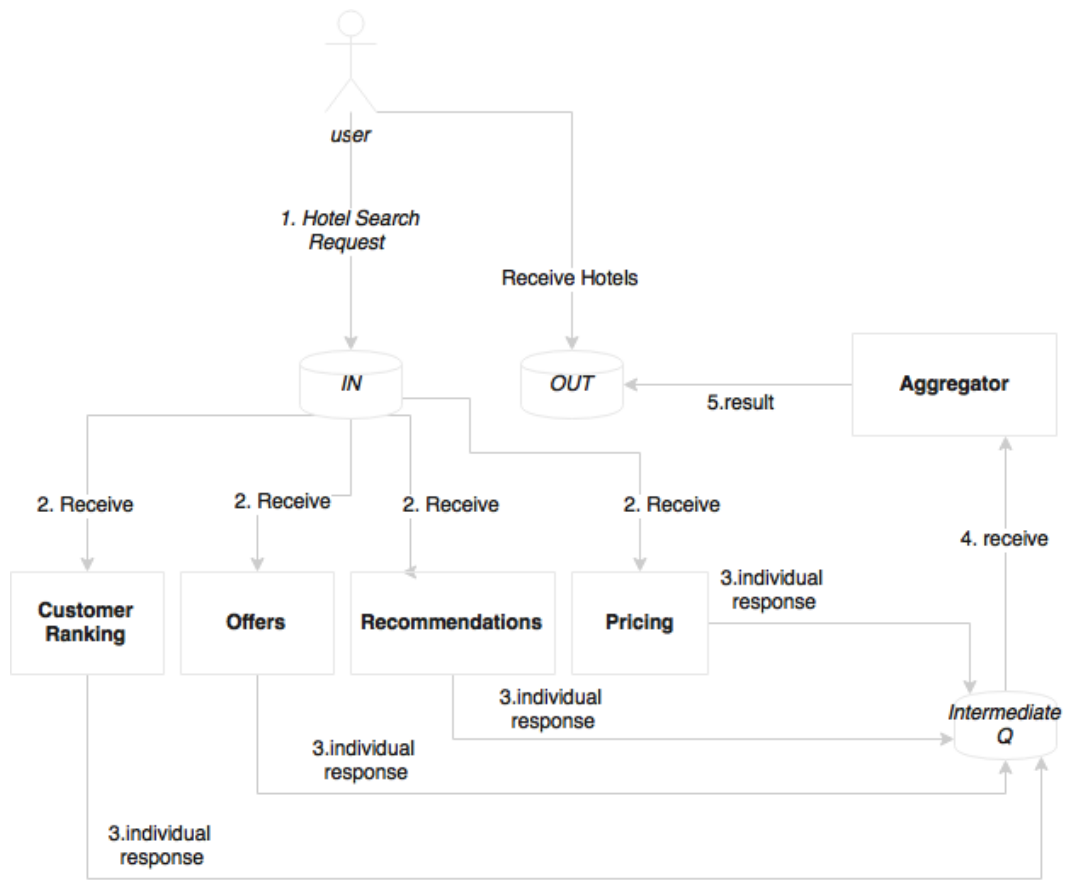 user
1. Hotel Search
Request
Receive Hotels
IN
OUT
Aggregator
5.result
2. Receive
2. Receive
2. Receive
2. Receive
4. receive
Customer
Ranking
Offers
Recommendations
Pricing
3.individual
response
3.individual
response
Intermediate
Q
3.individual
response
3.individual
response